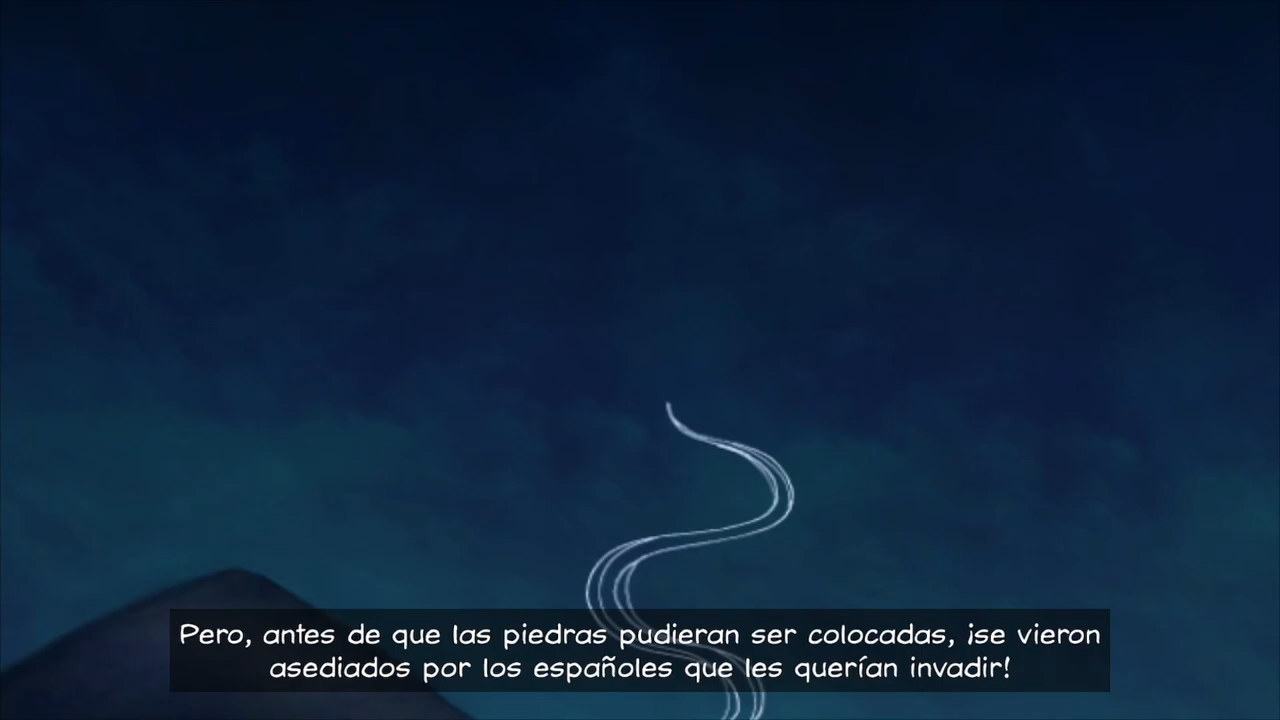 Pero, antes de que las piedras pudieran ser colocadas, ¡se vieron
asediados por los españoles que les querían invadir!